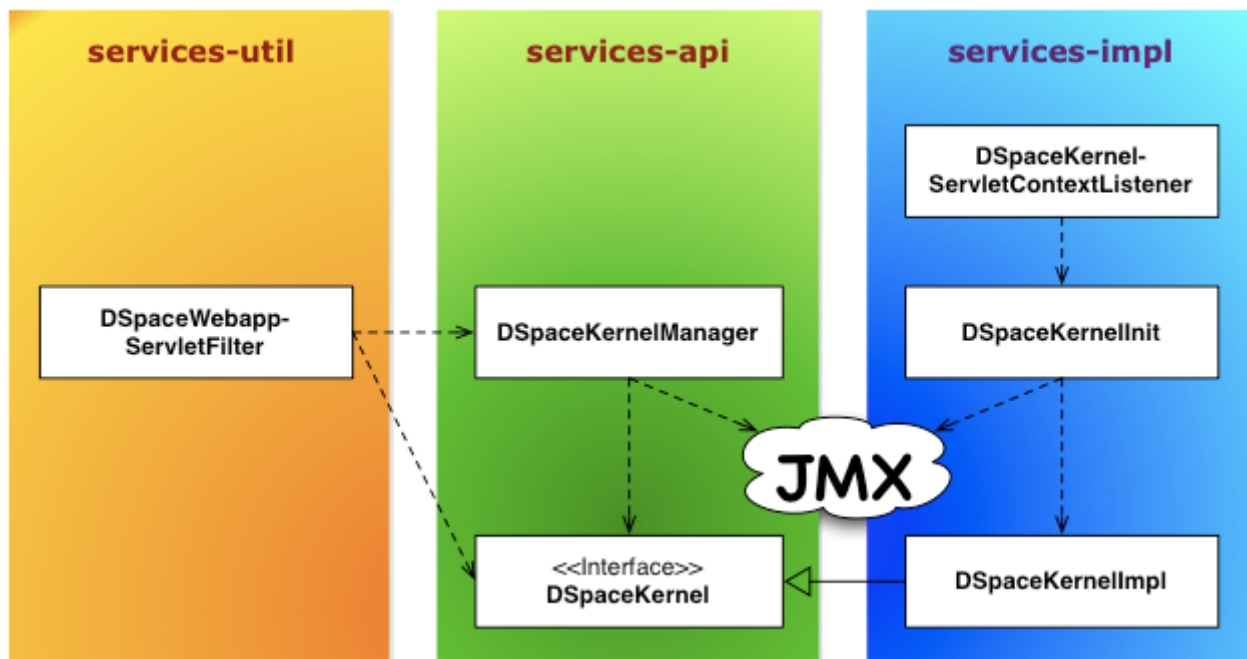 services-util
services-api
services-impl
DSpaceKernel-
ServletContextListener
DSpaceWebapp-
ServletFilter
DSpaceKernelManager
DSpaceKernelInit
JMX
<<Interface>>
DSpaceKernel
DSpaceKernelImpl